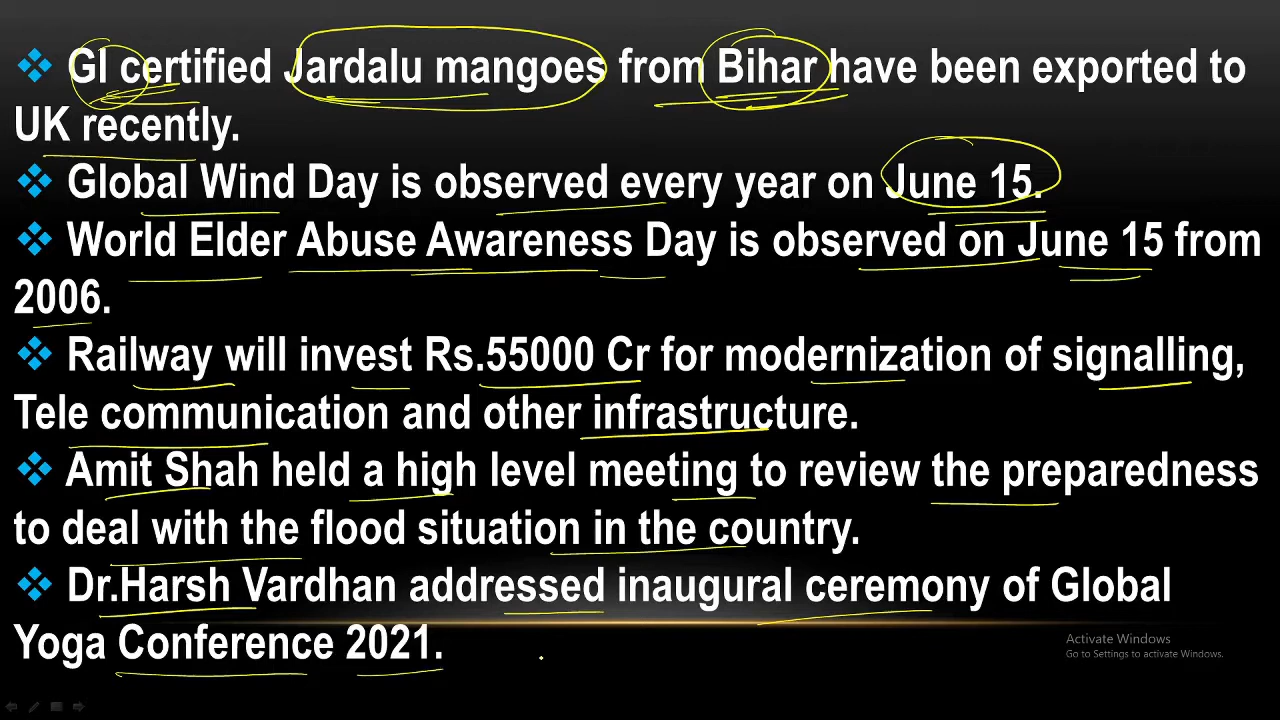 ❖ GI certified Jardalu mangoes from Bihar have been exported to
UK recently.
❖ Global Wind Day is observed every year on June 15.
❖ World Elder Abuse Awareness Day is observed on June 15 from
2006.
❖ Railway will invest Rs.55000 Cr for modernization of signalling,
Tele communication and other infrastructure.
❖ Amit Shah held a high level meeting to review the preparedness
to deal with the flood situation in the country.
❖ Dr.Harsh Vardhan addressed inaugural ceremony of Global
Yoga Conference 2021.
Activate Windows
Go to Settings to activate Windows.